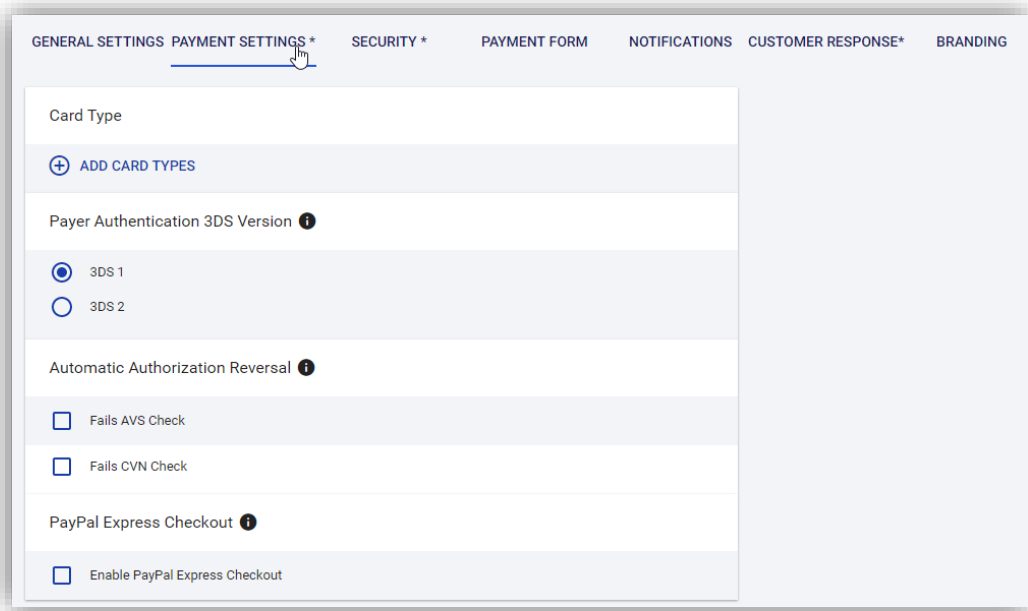 GENERAL SETTINGS PAYMENT SETTINGS * SECURITY * PAYMENT FORM NOTIFICATIONS CUSTOMER RESPONSE* BRANDING
Card Type
ADD CARD TYPES
Payer Authentication 3DS Version
3DS 1
3DS 2
Automatic Authorization Reversal
Fails AVS Check
Fails CVN Check
PayPal Express Checkout
Enable PayPal Express Checkout